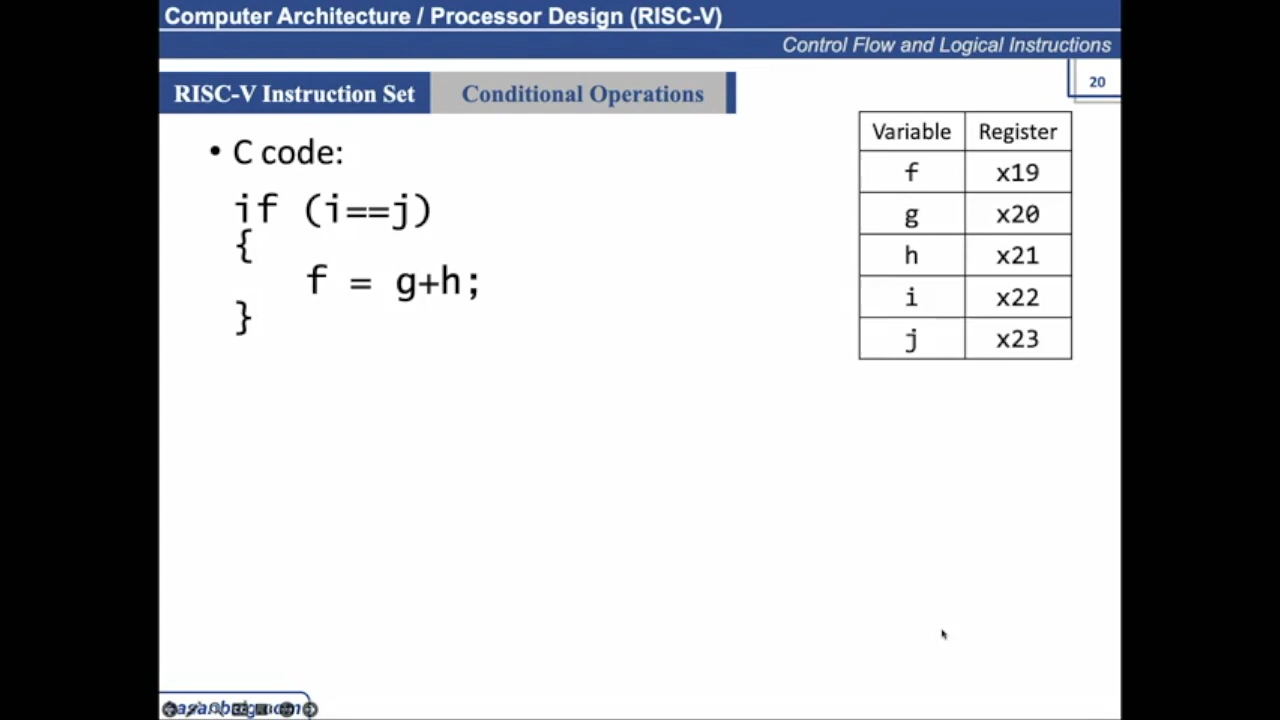 Computer Architecture / Processor Design (RISC-V)
Control Flow and Logical Instructions
RISC-V Instruction Set Conditional Operations
20
• C code:
if (i==j)
{
f = g+h;
}
Variable Register
f x19
g x20
h x21
i x22
j x23